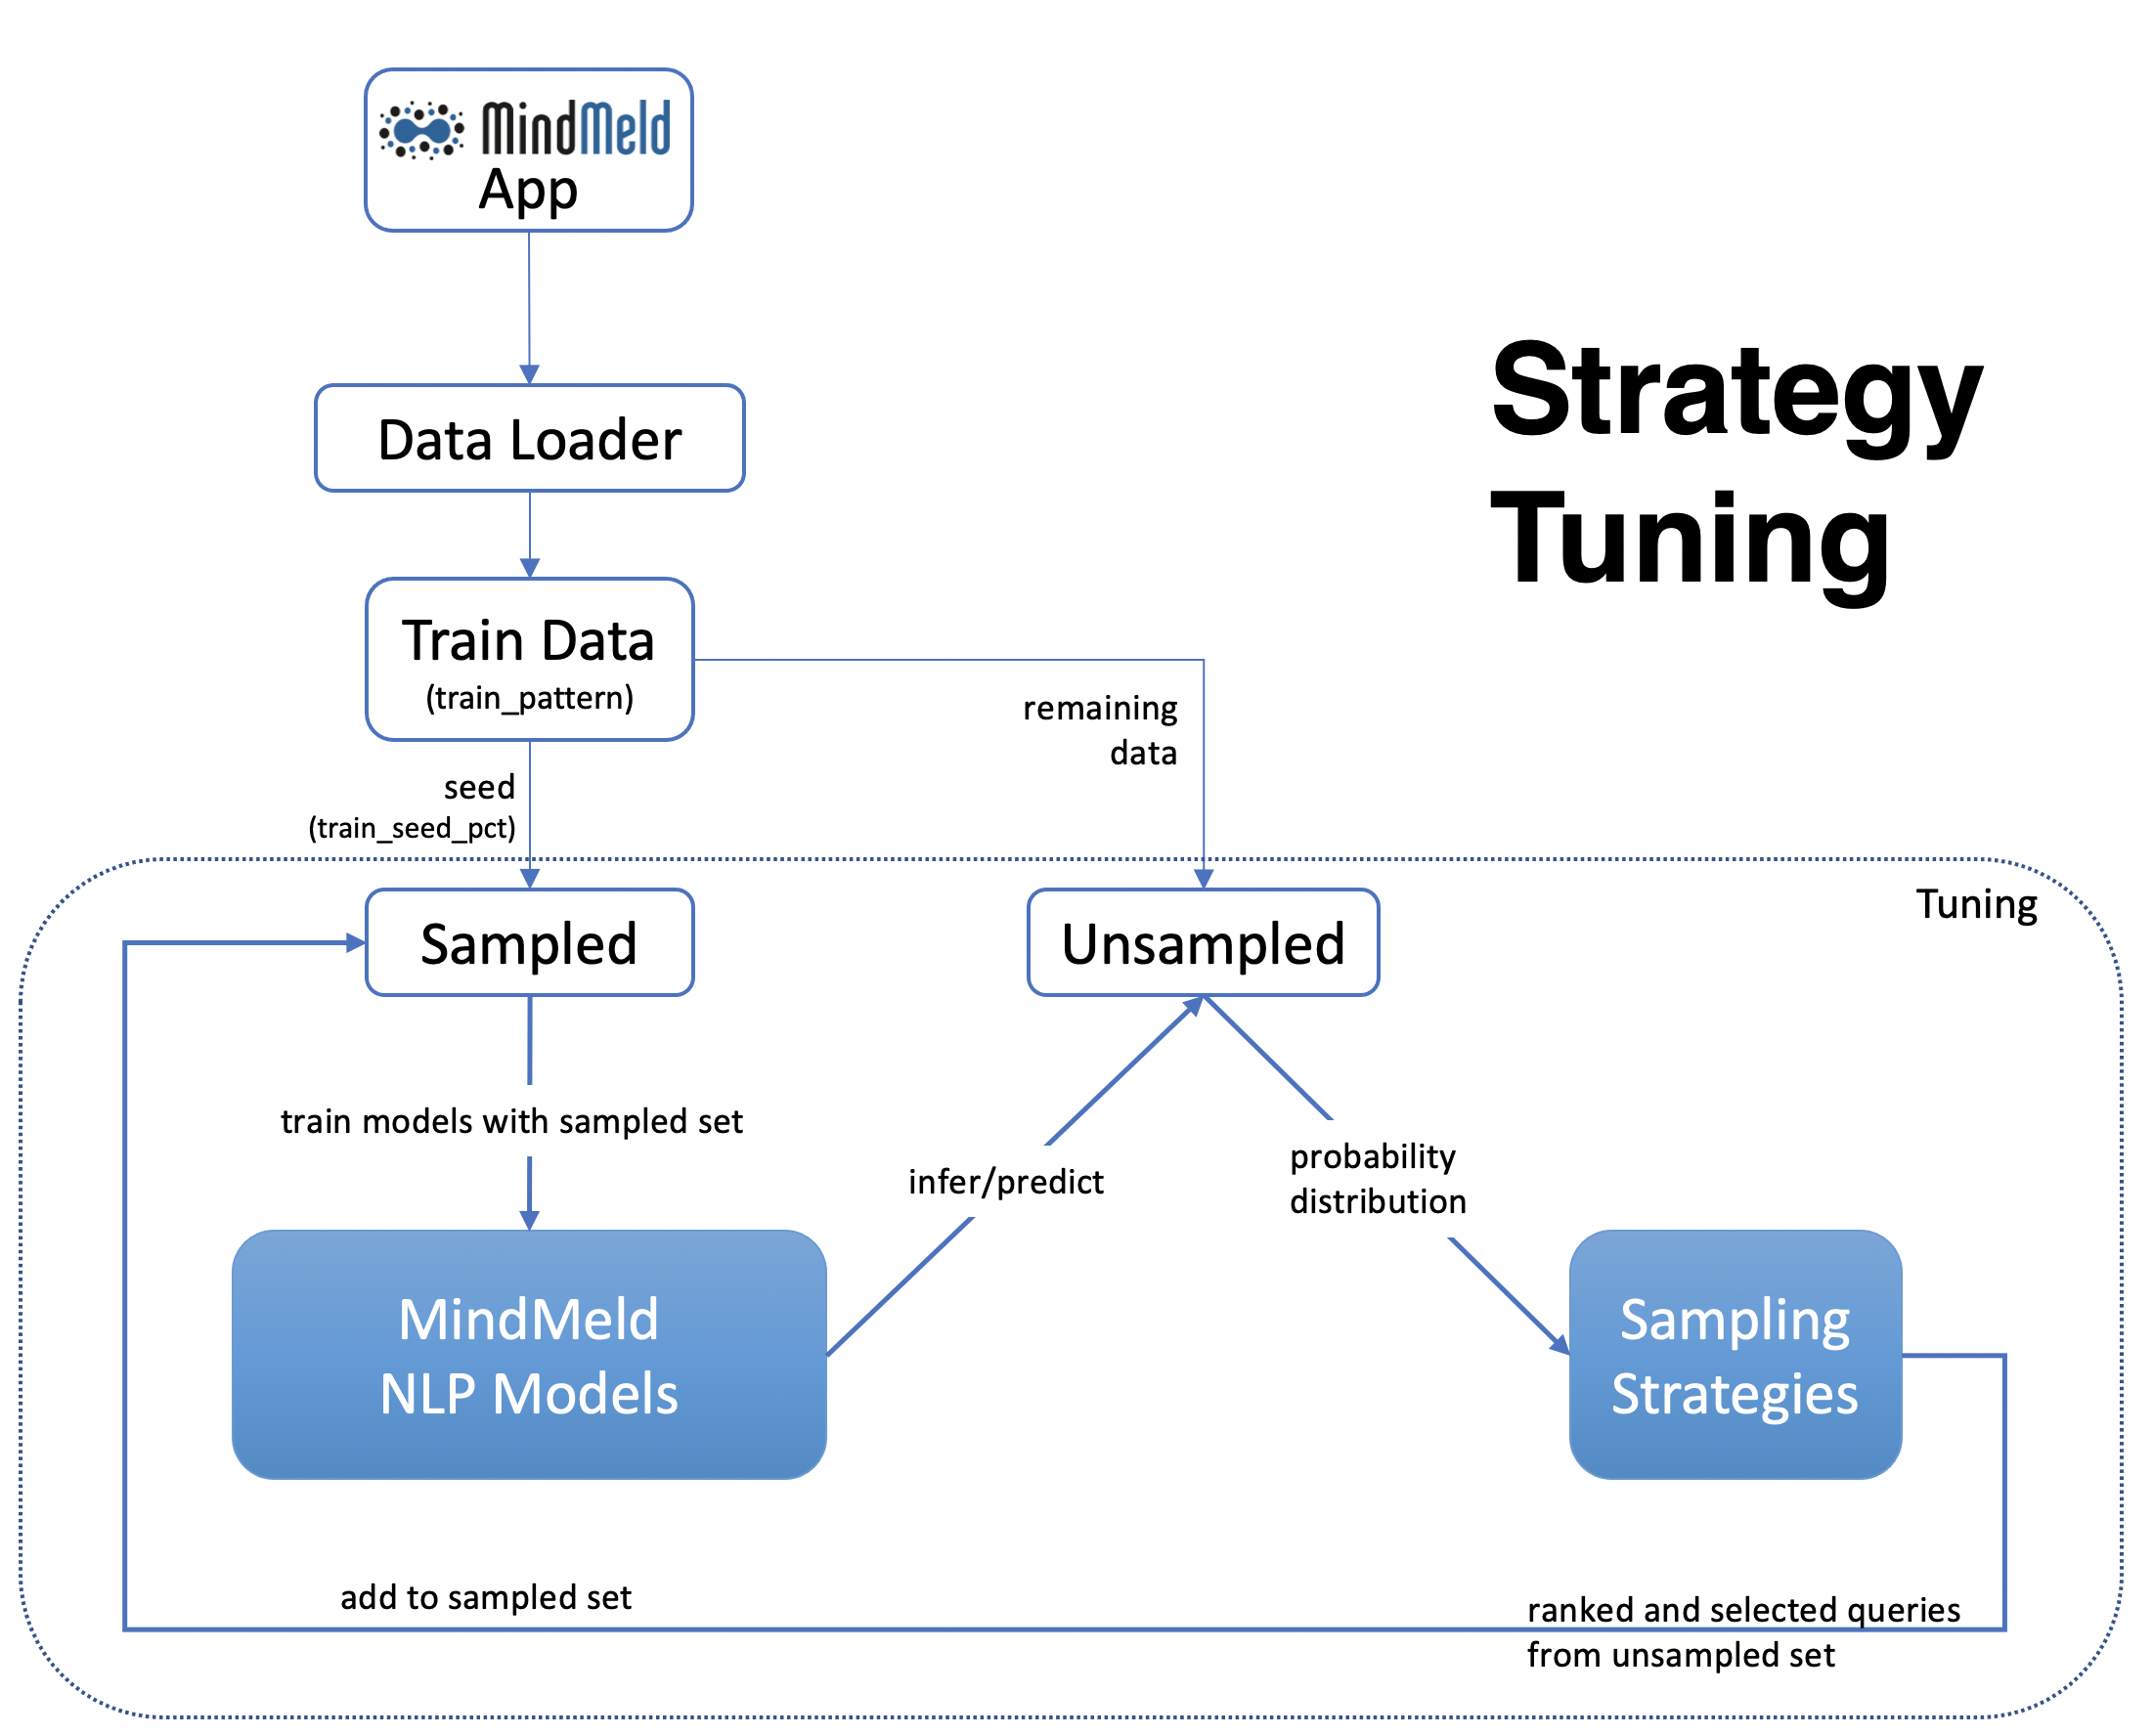 MindMeld
App
Data Loader
Strategy
Tuning
Train Data
(train_pattern)
remaining
data
seed
(train_seed_pct)
Tuning
Sampled
Unsampled
train models with sampled set
infer/predict
probability
distribution
MindMeld
NLP Models
Sampling
Strategies
add to sampled set
ranked and selected queries
from unsampled set